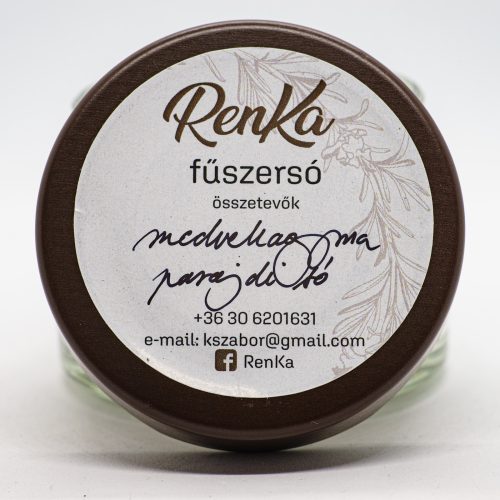 RenKa
fűszersó
összetevők
medvehagyma
parajdi só
+36 30 6201631
e-mail: kszabor@gmail.com
RenKa